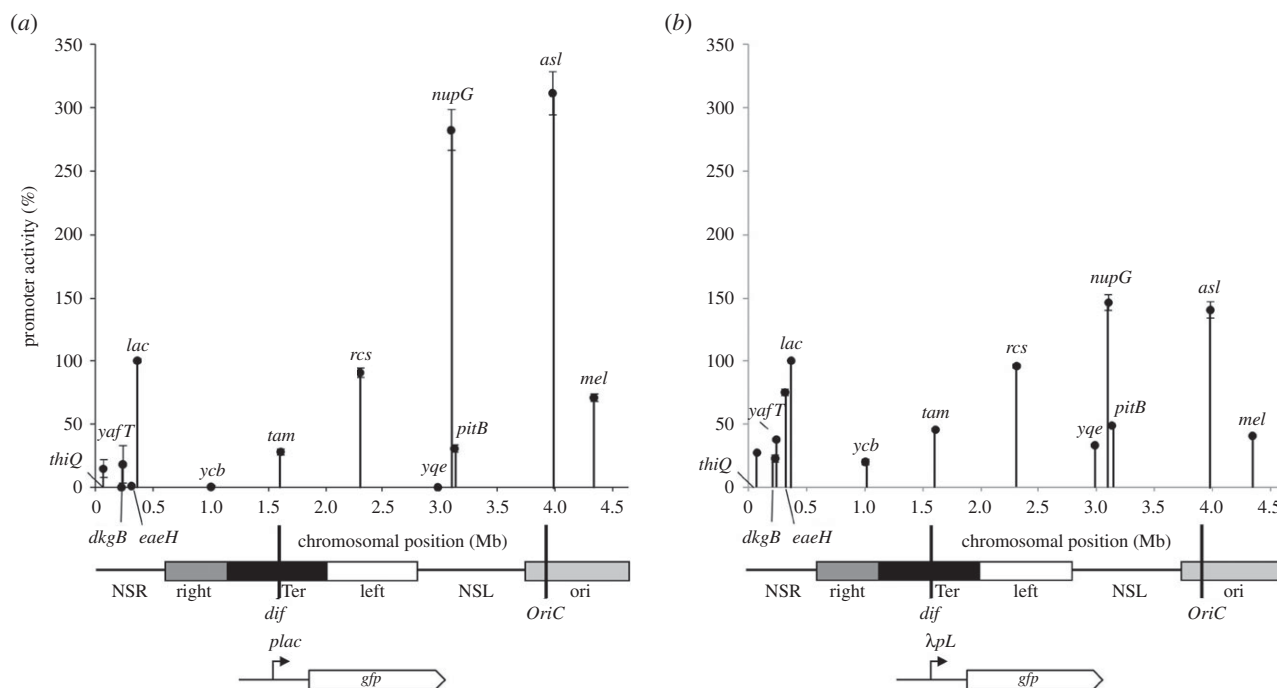 (a)
350
300
250
200
150
100
50
0
promoter activity (%)
thiQ
yafT
lac
dkgB
eaeH
ycb
tam
rcs
nupG
yqe
pitB
asl
mel
0.5 1.0 1.5 2.0 2.5 3.0 3.5 4.0 4.5
chromosomal position (Mb)
NSR right Ter left NSL ori
dif OriC
plac
gfp
(b)
350
300
250
200
150
100
50
0
thiQ
yafT
lac
dkgB
eaeH
ycb
tam
rcs
nupG
yqe
pitB
asl
mel
0 0.5 1.0 1.5 2.0 2.5 3.0 3.5 4.0 4.5
chromosomal position (Mb)
NSR right Ter left NSL ori
dif OriC
λpL
gfp